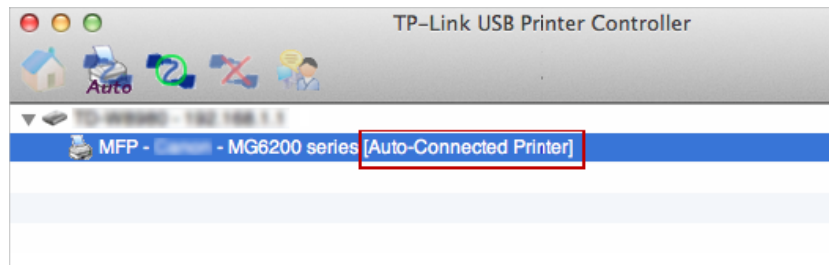 TP-Link USB Printer Controller
Auto
MFP - - MG6200 series [Auto-Connected Printer]